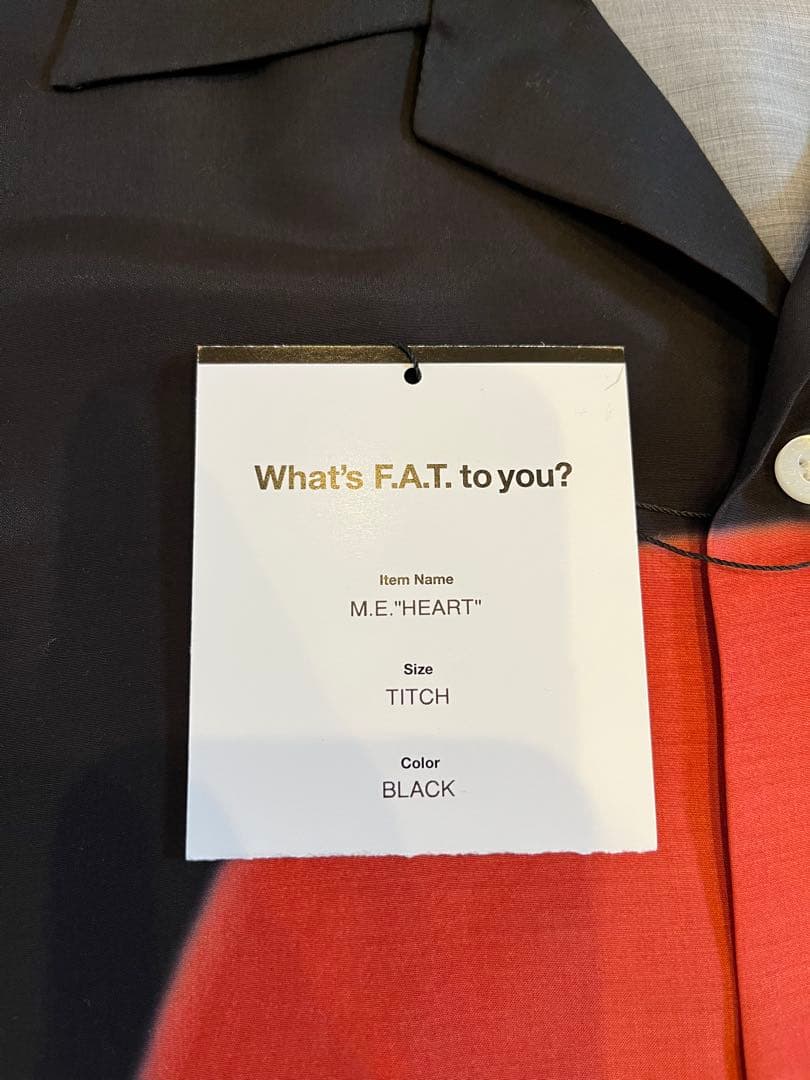 What's F.A.T. to you?
Item Name
M.E."HEART"
Size
TITCH
Color
BLACK